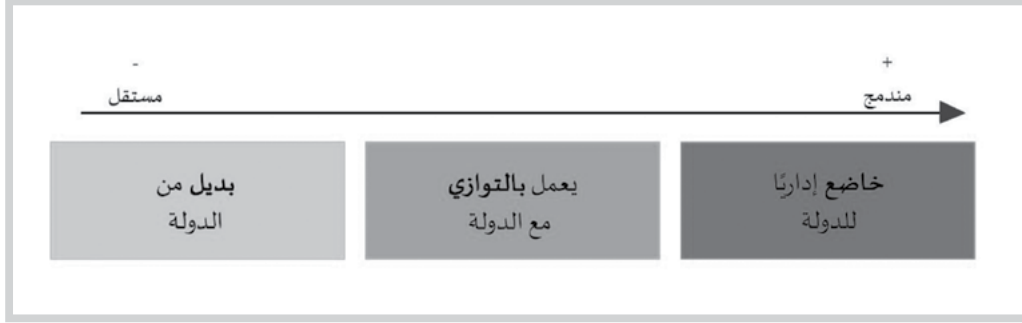 +
مندمج
-
مستقل
خاضع إداريًا
للدولة
يعمل بالتوازي
مع الدولة
بديل من
الدولة